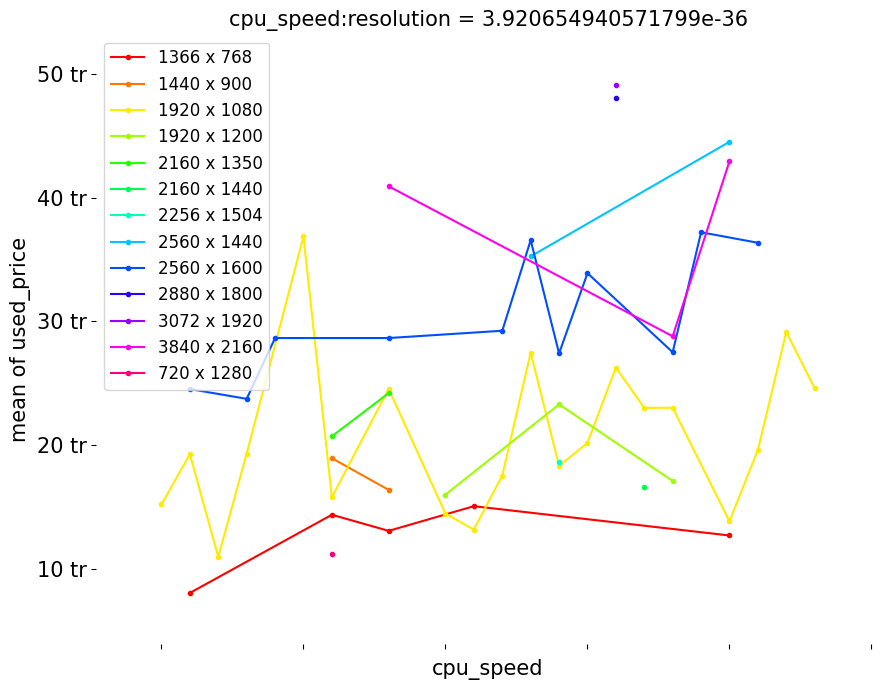 cpu_speed:resolution = 3.920654940571799e-36
50 tr
40 tr
30 tr
20 tr
10 tr
mean of used_price
1366 x 768
1440 x 900
1920 x 1080
1920 x 1200
2160 x 1350
2160 x 1440
2256 x 1504
2560 x 1440
2560 x 1600
2880 x 1800
3072 x 1920
3840 x 2160
720 x 1280
cpu_speed